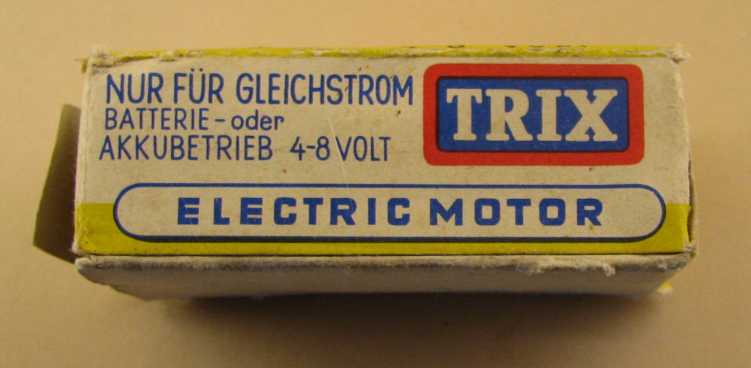 NUR FÜR GLEICHSTROM
BATTERIE-oder
AKKUBETRIEB 4-8 VOLT
TRIX
ELECTRIC MOTOR